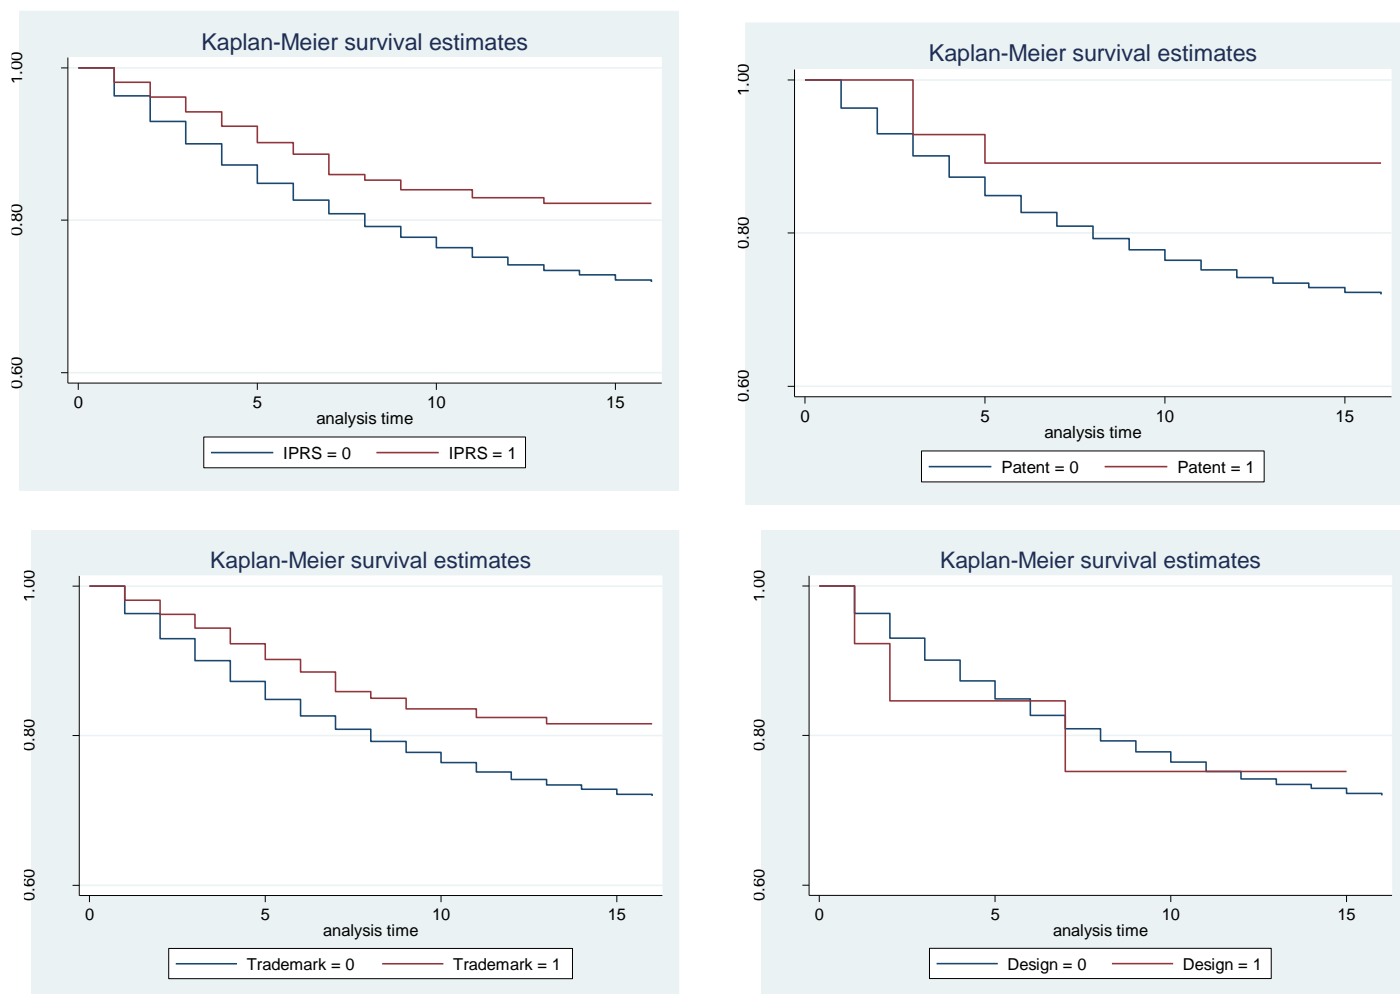 Kaplan-Meier survival estimates
1.00
0.80
0.60
0 5 10 15
analysis time
IPRS = 0 IPRS = 1
Kaplan-Meier survival estimates
1.00
0.80
0.60
0 5 10 15
analysis time
Patent = 0 Patent = 1
Kaplan-Meier survival estimates
1.00
0.80
0.60
0 5 10 15
analysis time
Trademark = 0 Trademark = 1
Kaplan-Meier survival estimates
1.00
0.80
0.60
0 5 10 15
analysis time
Design = 0 Design = 1